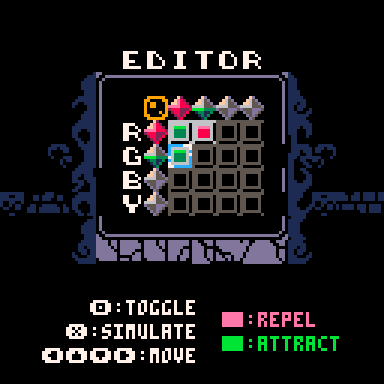 EDITOR
R
G
B
Y
:TOGGLE
:SIMULATE
:MOVE
:REPEL
:ATTRACT